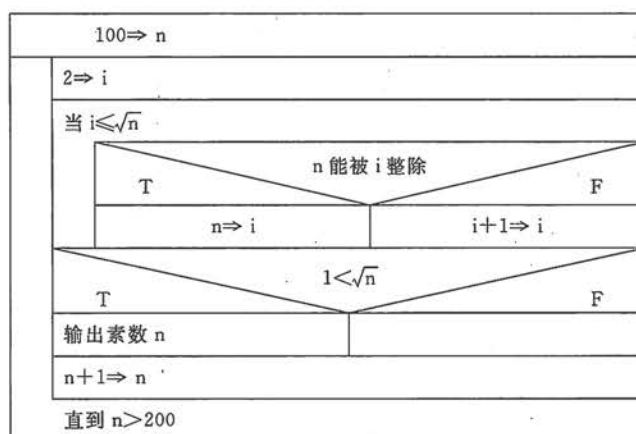 100⇒ n
2⇒ i
当 i≤√n
n 能被 i 整除
T
F
n⇒ i
i+1⇒ i
1<√n
T
F
输出素数 n
n+1⇒ n
直到 n>200